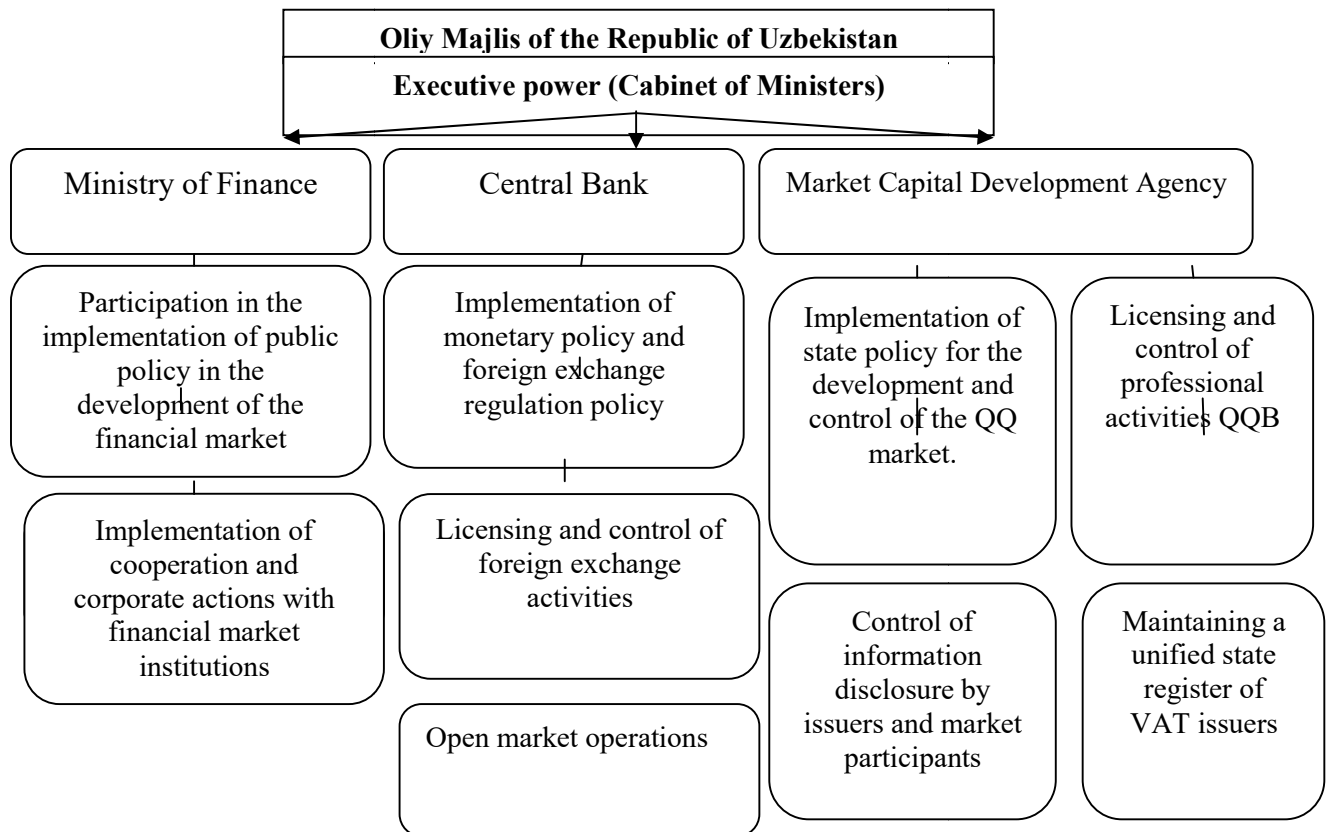 Oliy Majlis of the Republic of Uzbekistan
Executive power (Cabinet of Ministers)
Ministry of Finance
Central Bank
Market Capital Development Agency
Participation in the
implementation of public
policy in the
development of the
financial market
Implementation of
monetary policy and
foreign exchange
regulation policy
Implementation of
state policy for the
development and
control of the QQ
market.
Licensing and
control of
professional
activities QQB
Implementation of
cooperation and
corporate actions with
financial market
institutions
Licensing and control of
foreign exchange
activities
Control of
information
disclosure by
issuers and market
participants
Maintaining a
unified state
register of
VAT issuers
Open market operations